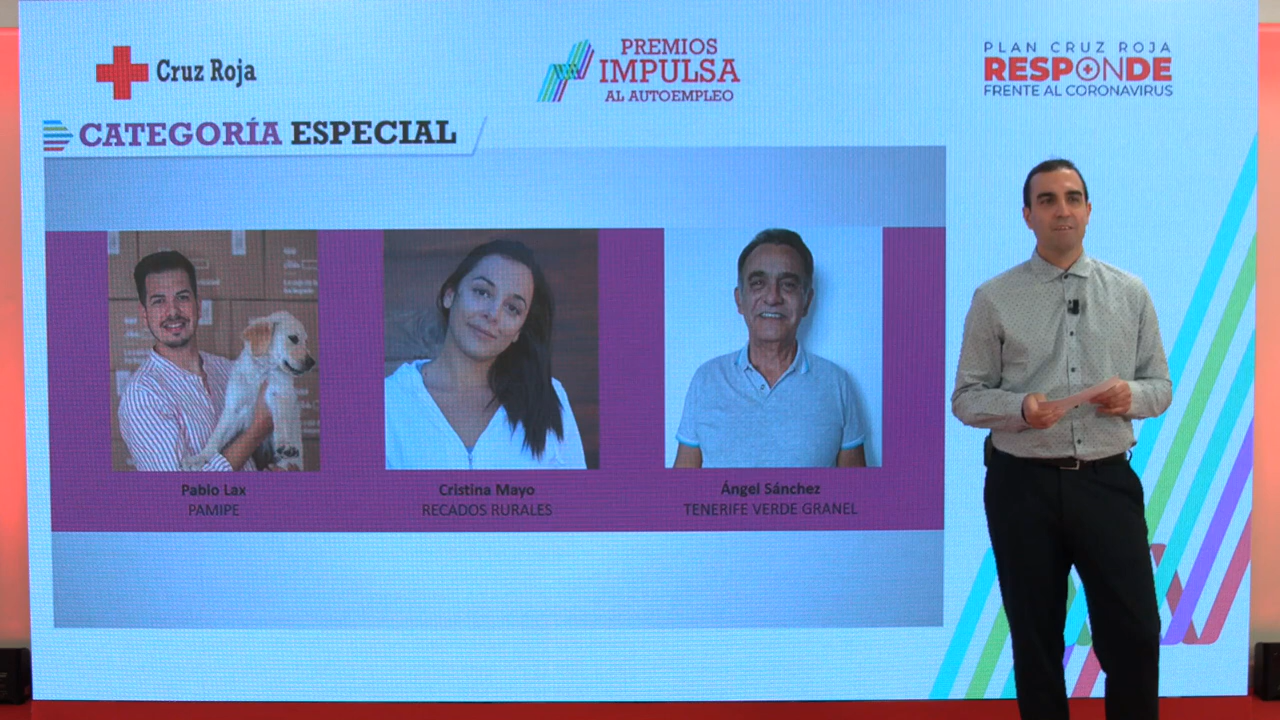 Cruz Roja
PREMIOS
IMPULSA
AL AUTOEMPLEO
PLAN CRUZ ROJA
RESPONDE
FRENTE AL CORONAVIRUS
CATEGORÍA ESPECIAL
Pablo Lax
PAMIPE
Cristina Mayo
RECADOS RURALES
Ángel Sánchez
TENERIFE VERDE GRANEL